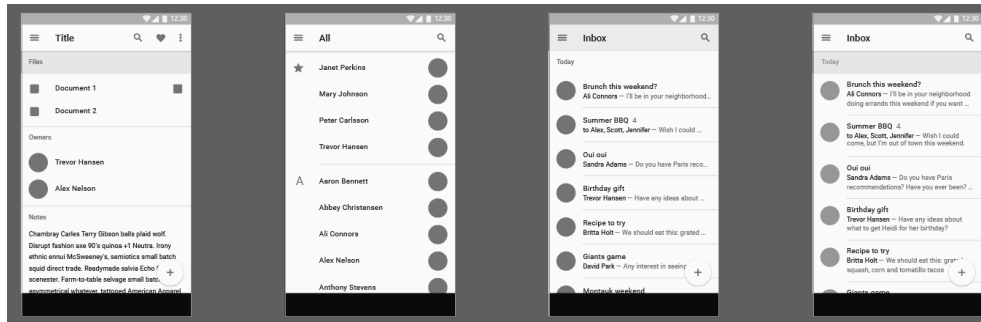 12:30
Title
Files
Document 1
Document 2
Owners
Trevor Hansen
Alex Nelson
Notes
Chambray Carles Terry Gibson balls plaid wolf.
Disrupt fashion axe 90's quinoa +1 Neutra. Irony
ethnic ennui McSweeney's, semiotics small batch
squid direct trade. Readymade salvia Echo
scenester. Farm-to-table selvage small batch
asymmetrical whatever, tattooed American Apparel
+
12:30
All
Janet Perkins
Mary Johnson
Peter Carlsson
Trevor Hansen
A
Aaron Bennett
Abbey Christensen
Ali Connors
Alex Nelson
Anthony Stevens
12:30
Inbox
Today
Brunch this weekend?
Ali Connors — I'll be in your neighborhood...
Summer BBQ 4
to Alex, Scott, Jennifer — Wish I could ...
Oui oui
Sandra Adams — Do you have Paris reco...
Birthday gift
Trevor Hansen — Have any ideas about ...
Recipe to try
Britta Holt — We should eat this: grated ...
Giants game
David Park — Any interest in seeing
Montauk weekend
+
12:30
Inbox
Today
Brunch this weekend?
Ali Connors — I'll be in your neighborhood
doing errands this weekend if you want ...
Summer BBQ 4
to Alex, Scott, Jennifer — Wish I could
come, but I'm out of town this weekend.
Oui oui
Sandra Adams — Do you have Paris
recommendations? Have you ever been? ...
Birthday gift
Trevor Hansen — Have any ideas about
what to get Heidi for her birthday?
Recipe to try
Britta Holt — We should eat this: grated
squash, corn and tomatillo tacos
Giants game
+